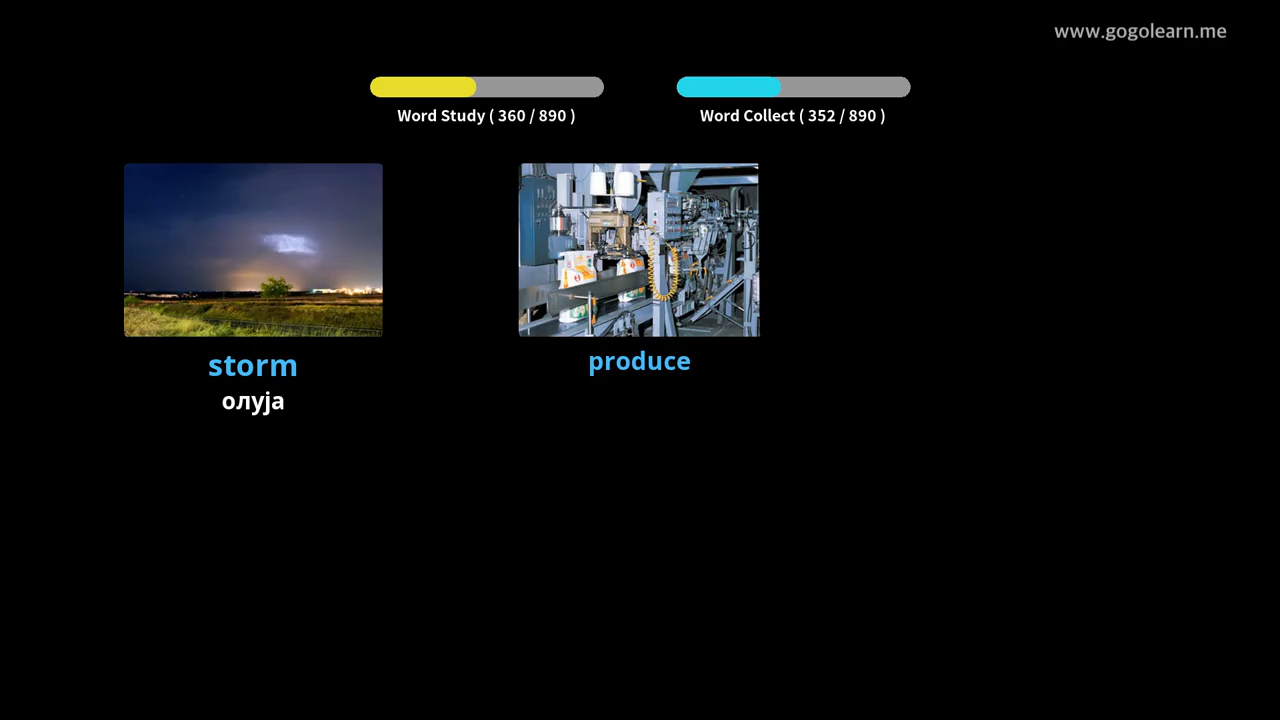 www.gogolearn.me
Word Study ( 360 / 890 )
Word Collect ( 352 / 890 )
storm
олуја
produce